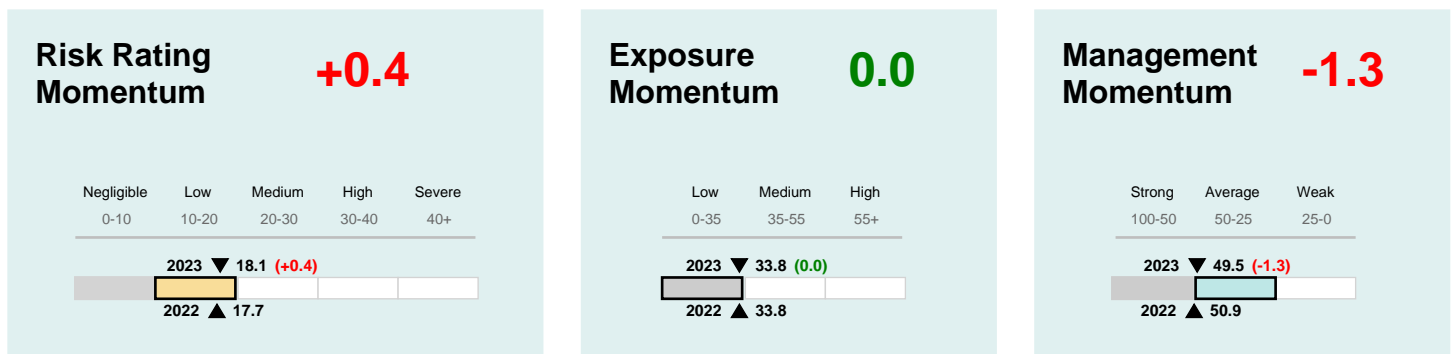 Risk Rating
Momentum
+0.4
Negligible Low Medium High Severe
0-10 10-20 20-30 30-40 40+
2023 ▼ 18.1 (+0.4)
2022 ▲ 17.7
Exposure
Momentum
0.0
Low Medium High
0-35 35-55 55+
2023 ▼ 33.8 (0.0)
2022 ▲ 33.8
Management
Momentum
-1.3
Strong Average Weak
100-50 50-25 25-0
2023 ▼ 49.5 (-1.3)
2022 ▲ 50.9